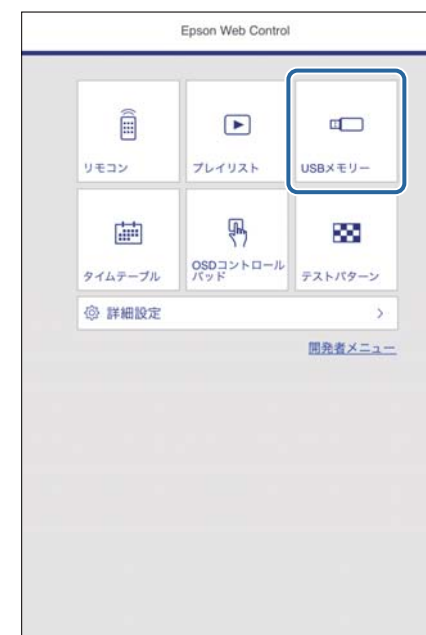 Epson Web Control
リモコン
プレイリスト
USBメモリー
タイムテーブル
OSDコントロール
パッド
テストパターン
詳細設定
開発者メニュー